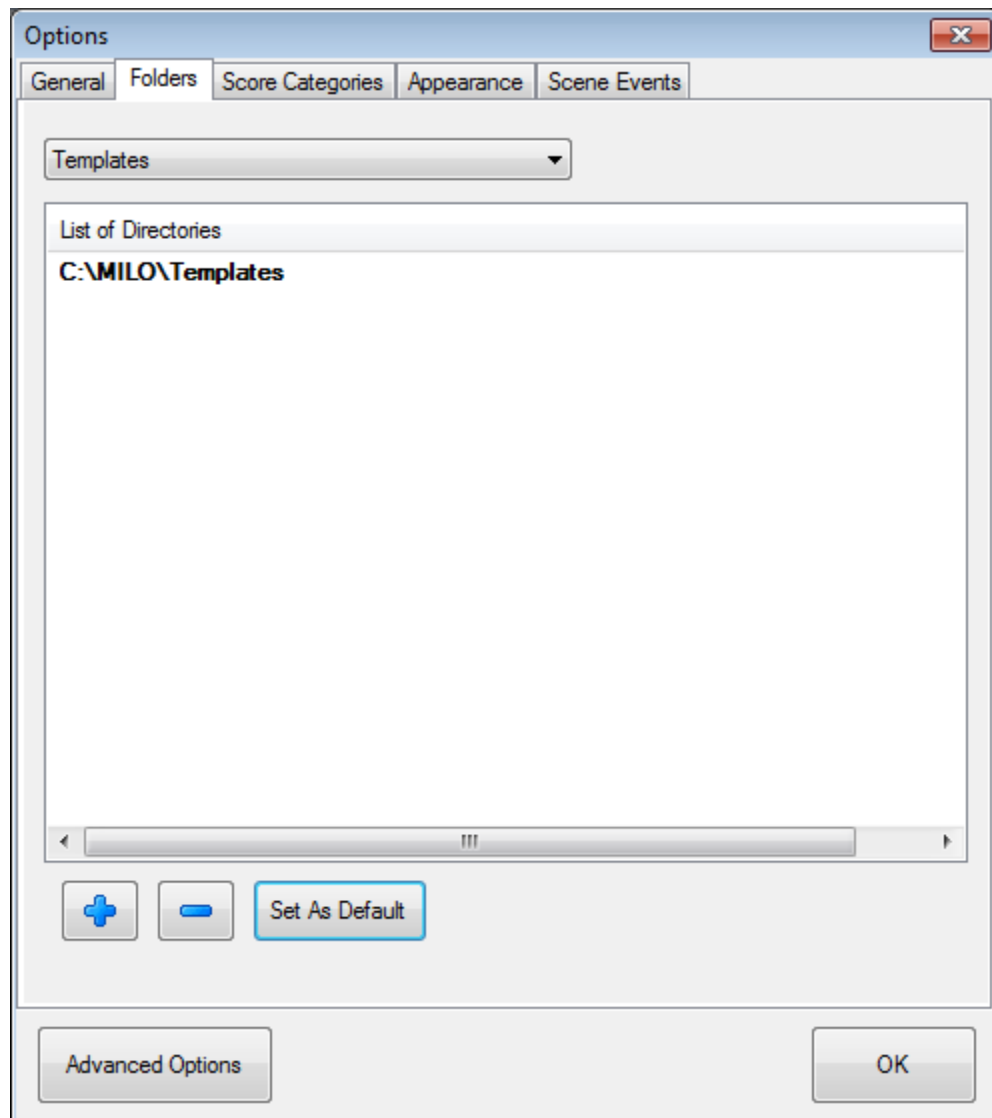 Options
General Folders Score Categories Appearance Scene Events
Templates
List of Directories
C:\MILO\Templates
Set As Default
Advanced Options OK